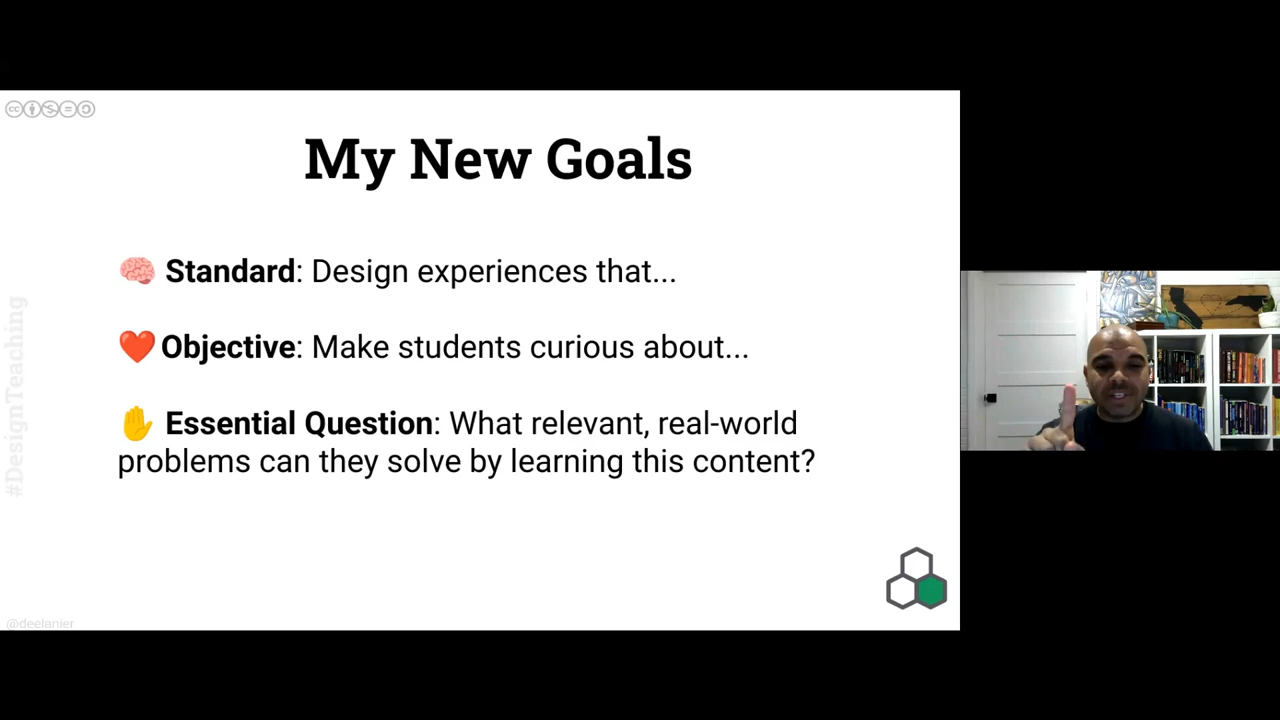 My New Goals
🧠 Standard: Design experiences that...
❤️ Objective: Make students curious about...
✋ Essential Question: What relevant, real-world
problems can they solve by learning this content?
#DesignTeaching
@deelanier